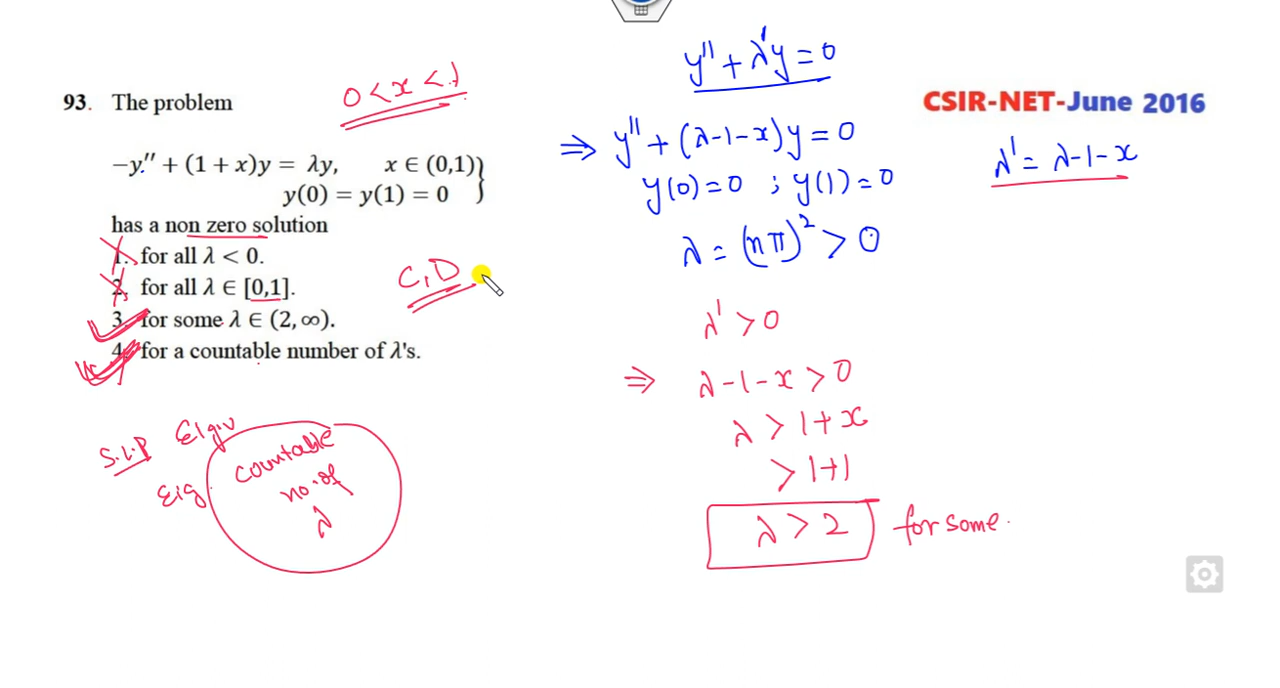 93. The problem
0 < x < 1
−y'' + (1 + x)y = λy, x ∈ (0,1)
y(0) = y(1) = 0 }
has a non zero solution
1. for all λ < 0.
2. for all λ ∈ [0,1].
3. for some λ ∈ (2, ∞).
4. for a countable number of λ's.
C, D
S.L.P Eigv
Eig.
countable
no. of
λ
y'' + λ'y = 0
⇒ y'' + (λ-1-x)y = 0
y(0) = 0 ; y(1) = 0
λ = (nπ)² > 0
λ' > 0
⇒ λ-1-x > 0
λ > 1+x
> 1+1
λ > 2 for some.
CSIR-NET-June 2016
λ' = λ-1-x